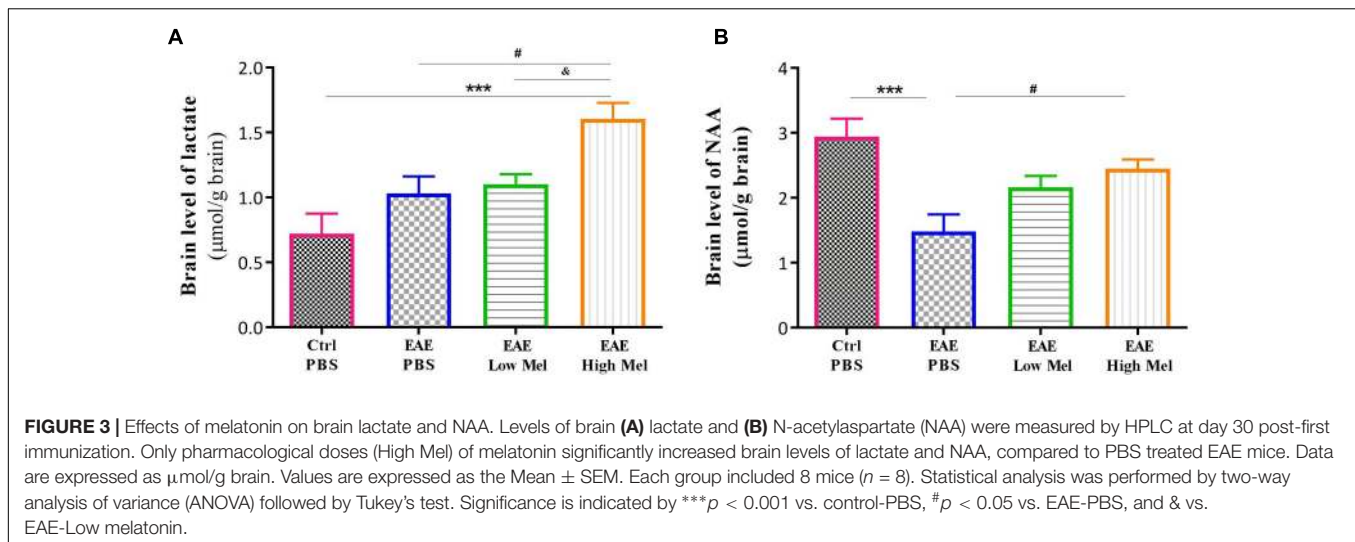 A
#
&
***
2.0
1.5
1.0
0.5
0.0
Brain level of lactate
(μmol/g brain)
Ctrl PBS
EAE PBS
EAE Low Mel
EAE High Mel
B
***
#
4
3
2
1
0
Brain level of NAA
(μmol/g brain)
Ctrl PBS
EAE PBS
EAE Low Mel
EAE High Mel
FIGURE 3 | Effects of melatonin on brain lactate and NAA. Levels of brain (A) lactate and (B) N-acetylaspartate (NAA) were measured by HPLC at day 30 post-first
immunization. Only pharmacological doses (High Mel) of melatonin significantly increased brain levels of lactate and NAA, compared to PBS treated EAE mice. Data
are expressed as μmol/g brain. Values are expressed as the Mean ± SEM. Each group included 8 mice (n = 8). Statistical analysis was performed by two-way
analysis of variance (ANOVA) followed by Tukey's test. Significance is indicated by ***p < 0.001 vs. control-PBS, #p < 0.05 vs. EAE-PBS, and & vs.
EAE-Low melatonin.